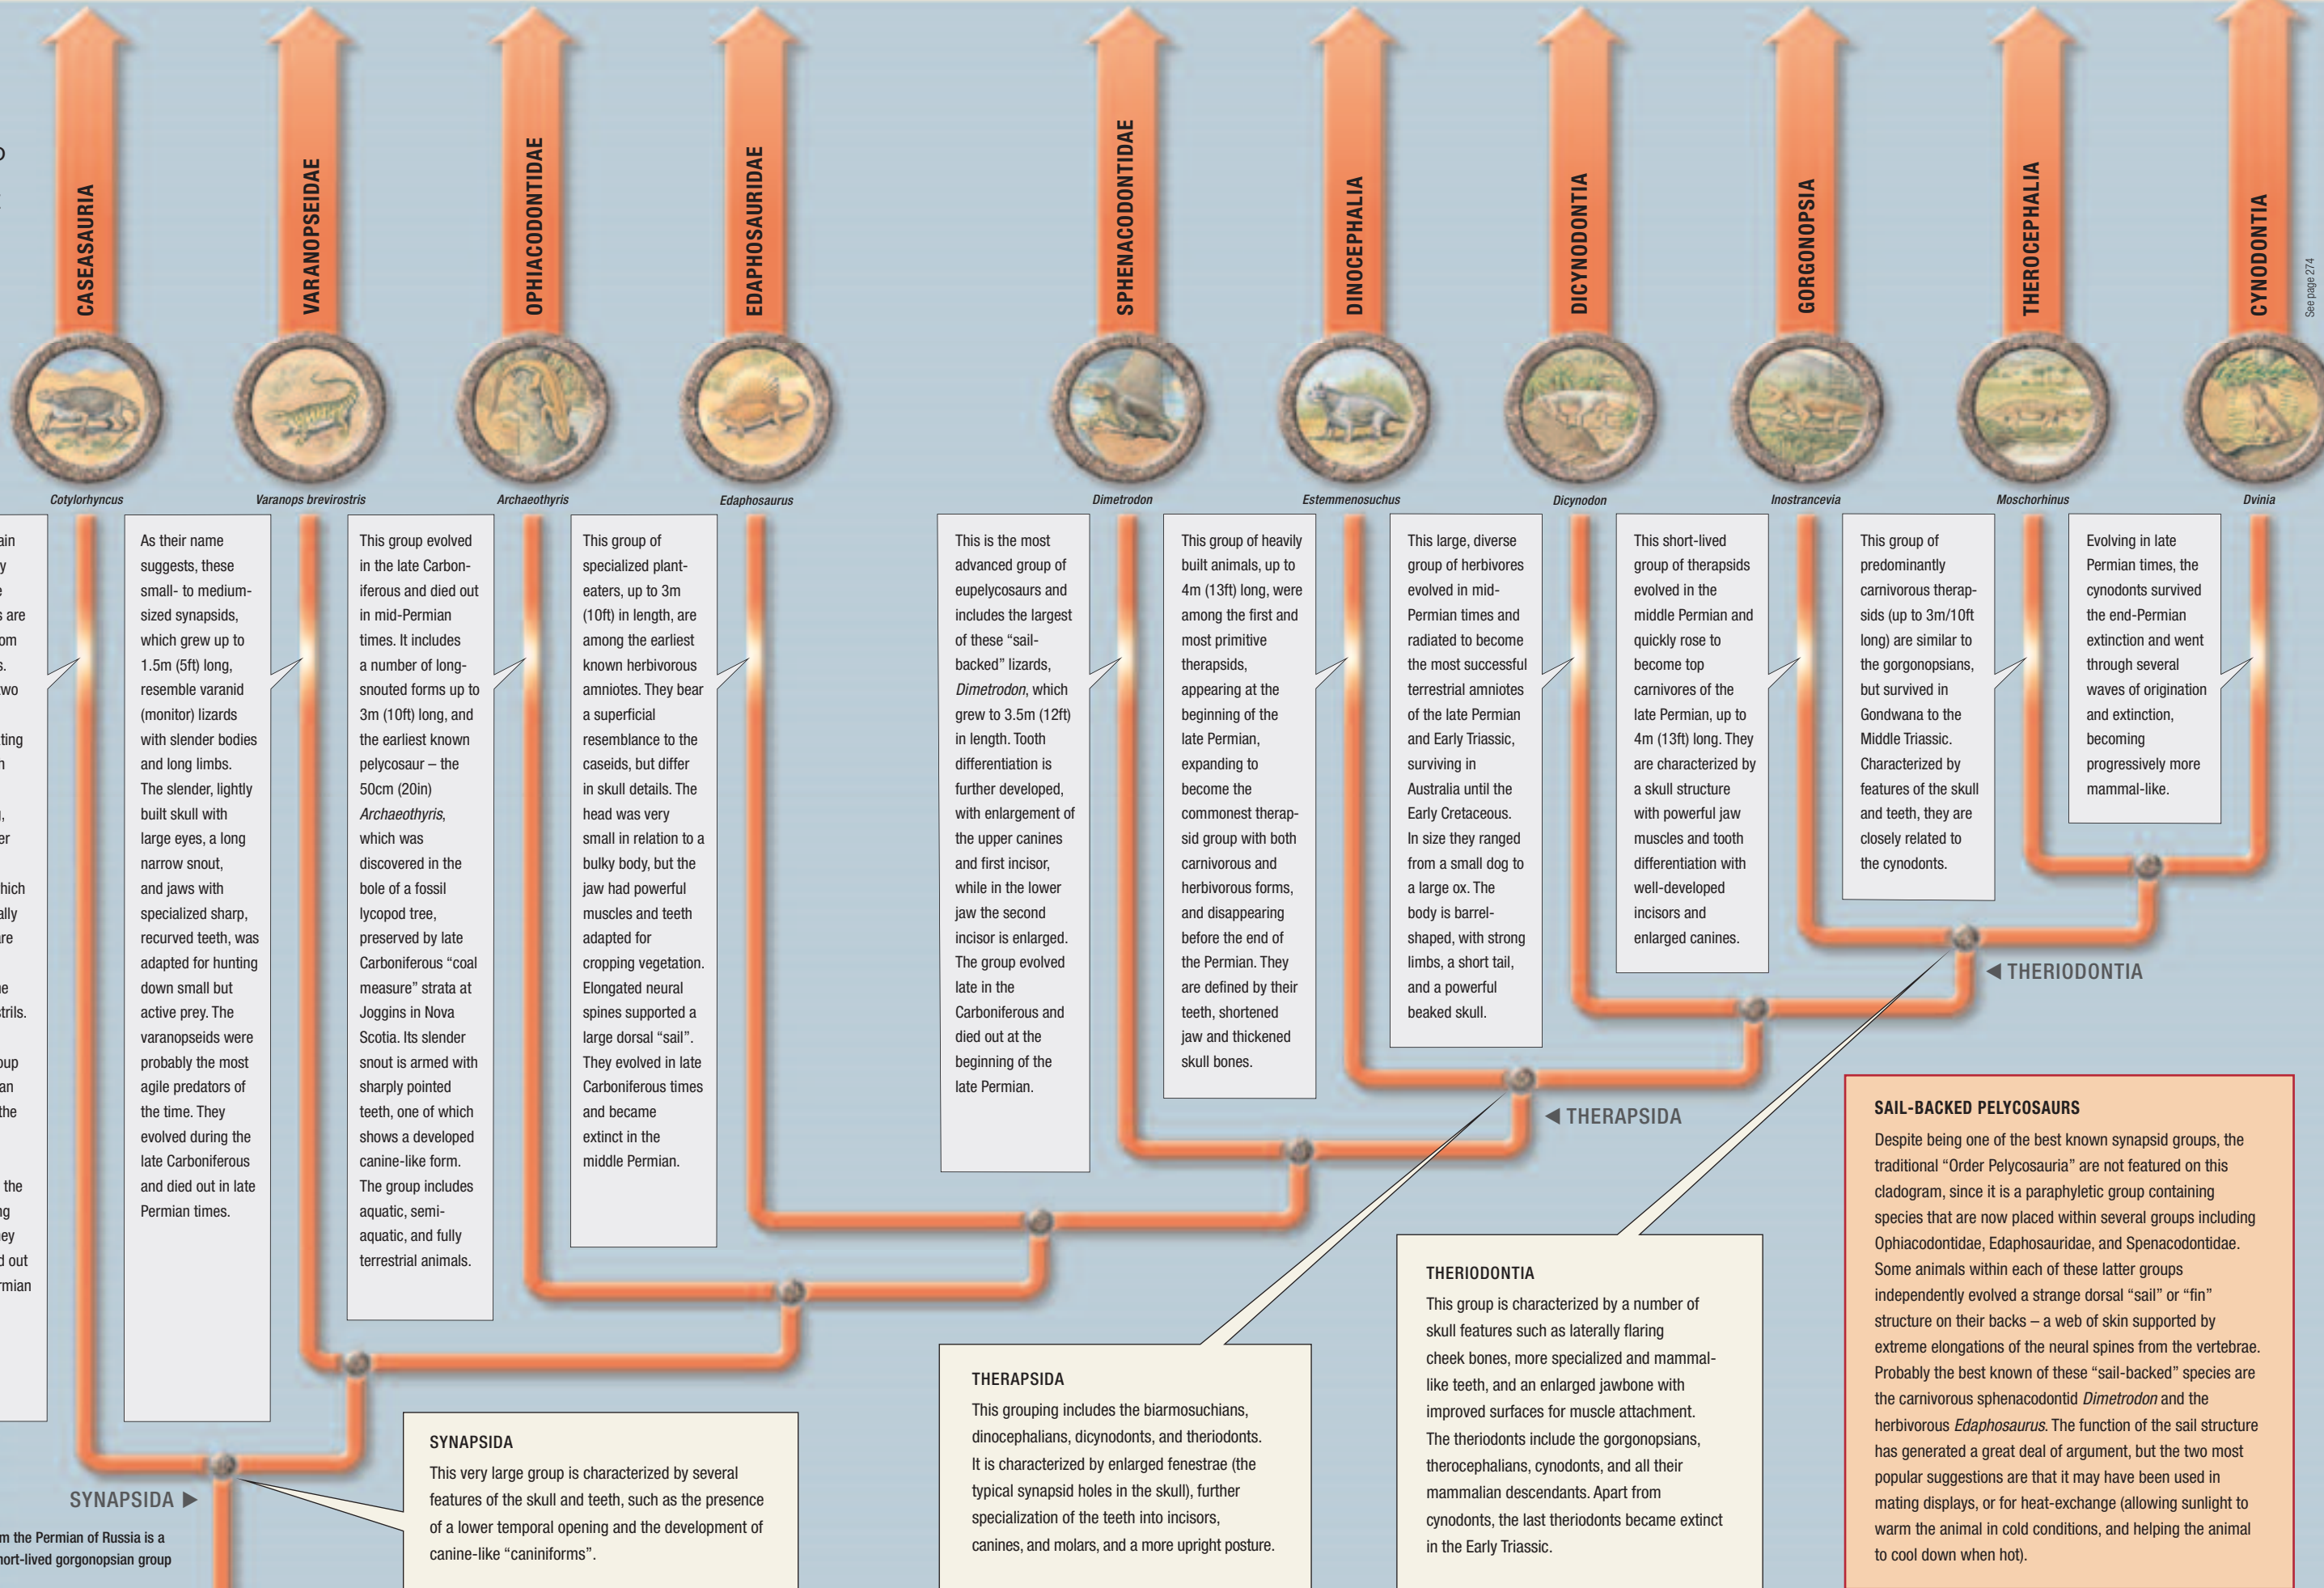 CASEASAURIA
VARANOPSEIDAE
OPHIACODONTIDAE
EDAPHOSAURIDAE
SPHENACODONTIDAE
DINOCEPHALIA
DICYNODONTIA
GORGONOPSIA
THEROCEPHALIA
CYNODONTIA
See page 274
Cotylorhyncus
Varanops brevirostris
Archaeothyris
Edaphosaurus
Dimetrodon
Estemmenosuchus
Dicynodon
Inostrancevia
Moschorhinus
Dvinia
ain
y
e
s are
om
s.
wo
ting
n
,
er
hich
ally
re
ne
trils.
oup
an
the
the
ng
ey
d out
rmian
As their name
suggests, these
small- to medium-
sized synapsids,
which grew up to
1.5m (5ft) long,
resemble varanid
(monitor) lizards
with slender bodies
and long limbs.
The slender, lightly
built skull with
large eyes, a long
narrow snout,
and jaws with
specialized sharp,
recurved teeth, was
adapted for hunting
down small but
active prey. The
varanopseids were
probably the most
agile predators of
the time. They
evolved during the
late Carboniferous
and died out in late
Permian times.
This group evolved
in the late Carbon-
iferous and died out
in mid-Permian
times. It includes
a number of long-
snouted forms up to
3m (10ft) long, and
the earliest known
pelycosaur – the
50cm (20in)
Archaeothyris,
which was
discovered in the
bole of a fossil
lycopod tree,
preserved by late
Carboniferous “coal
measure” strata at
Joggins in Nova
Scotia. Its slender
snout is armed with
sharply pointed
teeth, one of which
shows a developed
canine-like form.
The group includes
aquatic, semi-
aquatic, and fully
terrestrial animals.
This group of
specialized plant-
eaters, up to 3m
(10ft) in length, are
among the earliest
known herbivorous
amniotes. They bear
a superficial
resemblance to the
caseids, but differ
in skull details. The
head was very
small in relation to a
bulky body, but the
jaw had powerful
muscles and teeth
adapted for
cropping vegetation.
Elongated neural
spines supported a
large dorsal “sail”.
They evolved in late
Carboniferous times
and became
extinct in the
middle Permian.
This is the most
advanced group of
eupelycosaurs and
includes the largest
of these “sail-
backed” lizards,
Dimetrodon, which
grew to 3.5m (12ft)
in length. Tooth
differentiation is
further developed,
with enlargement of
the upper canines
and first incisor,
while in the lower
jaw the second
incisor is enlarged.
The group evolved
late in the
Carboniferous and
died out at the
beginning of the
late Permian.
This group of heavily
built animals, up to
4m (13ft) long, were
among the first and
most primitive
therapsids,
appearing at the
beginning of the
late Permian,
expanding to
become the
commonest therap-
sid group with both
carnivorous and
herbivorous forms,
and disappearing
before the end of
the Permian. They
are defined by their
teeth, shortened
jaw and thickened
skull bones.
This large, diverse
group of herbivores
evolved in mid-
Permian times and
radiated to become
the most successful
terrestrial amniotes
of the late Permian
and Early Triassic,
surviving in
Australia until the
Early Cretaceous.
In size they ranged
from a small dog to
a large ox. The
body is barrel-
shaped, with strong
limbs, a short tail,
and a powerful
beaked skull.
This short-lived
group of therapsids
evolved in the
middle Permian and
quickly rose to
become top
carnivores of the
late Permian, up to
4m (13ft) long. They
are characterized by
a skull structure
with powerful jaw
muscles and tooth
differentiation with
well-developed
incisors and
enlarged canines.
This group of
predominantly
carnivorous therap-
sids (up to 3m/10ft
long) are similar to
the gorgonopsians,
but survived in
Gondwana to the
Middle Triassic.
Characterized by
features of the skull
and teeth, they are
closely related to
the cynodonts.
Evolving in late
Permian times, the
cynodonts survived
the end-Permian
extinction and went
through several
waves of origination
and extinction,
becoming
progressively more
mammal-like.
◀ THERIODONTIA
◀ THERAPSIDA
SYNAPSIDA ▶
m the Permian of Russia is a
hort-lived gorgonopsian group
SYNAPSIDA
This very large group is characterized by several
features of the skull and teeth, such as the presence
of a lower temporal opening and the development of
canine-like “caniniforms”.
THERAPSIDA
This grouping includes the biarmosuchians,
dinocephalians, dicynodonts, and theriodonts.
It is characterized by enlarged fenestrae (the
typical synapsid holes in the skull), further
specialization of the teeth into incisors,
canines, and molars, and a more upright posture.
THERIODONTIA
This group is characterized by a number of
skull features such as laterally flaring
cheek bones, more specialized and mammal-
like teeth, and an enlarged jawbone with
improved surfaces for muscle attachment.
The theriodonts include the gorgonopsians,
therocephalians, cynodonts, and all their
mammalian descendants. Apart from
cynodonts, the last theriodonts became extinct
in the Early Triassic.
SAIL-BACKED PELYCOSAURS
Despite being one of the best known synapsid groups, the
traditional “Order Pelycosauria” are not featured on this
cladogram, since it is a paraphyletic group containing
species that are now placed within several groups including
Ophiacodontidae, Edaphosauridae, and Spenacodontidae.
Some animals within each of these latter groups
independently evolved a strange dorsal “sail” or “fin”
structure on their backs – a web of skin supported by
extreme elongations of the neural spines from the vertebrae.
Probably the best known of these “sail-backed” species are
the carnivorous sphenacodontid Dimetrodon and the
herbivorous Edaphosaurus. The function of the sail structure
has generated a great deal of argument, but the two most
popular suggestions are that it may have been used in
mating displays, or for heat-exchange (allowing sunlight to
warm the animal in cold conditions, and helping the animal
to cool down when hot).